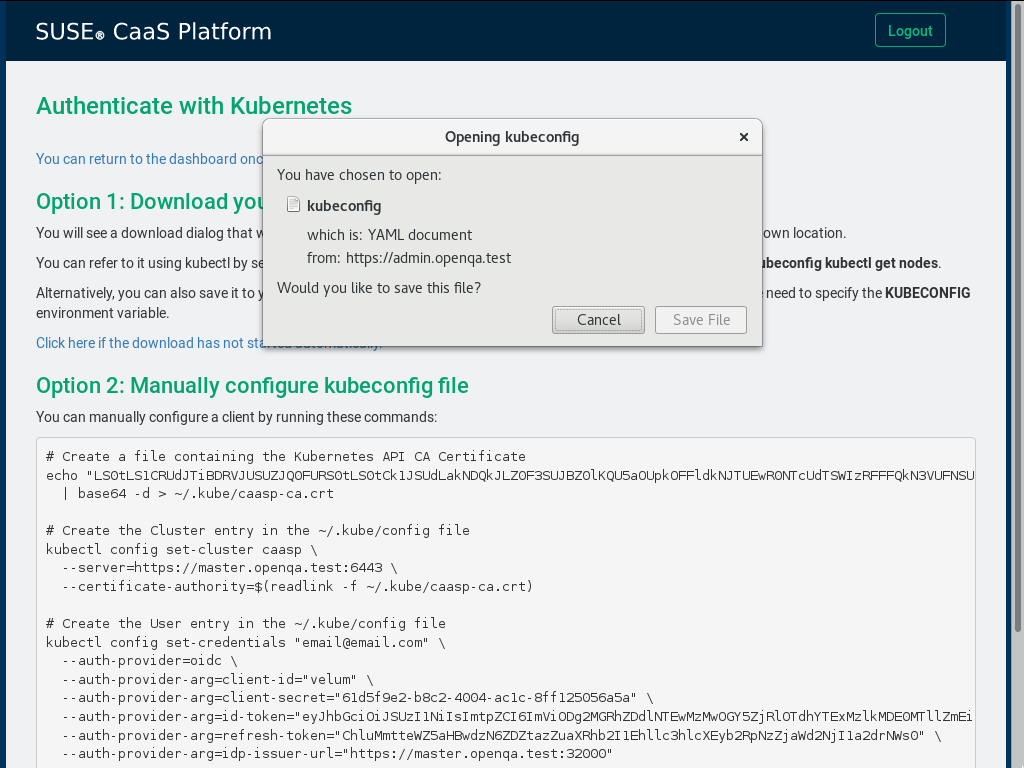 SUSE® CaaS Platform
Logout
Authenticate with Kubernetes
You can return to the dashboard onc
Option 1: Download you
You will see a download dialog that w own location.
You can refer to it using kubectl by se ubeconfig kubectl get nodes.
Alternatively, you can also save it to y need to specify the KUBECONFIG
environment variable.
Click here if the download has not started automatically.
Opening kubeconfig
You have chosen to open:
kubeconfig
which is: YAML document
from: https://admin.openqa.test
Would you like to save this file?
Cancel
Save File
Option 2: Manually configure kubeconfig file
You can manually configure a client by running these commands:
# Create a file containing the Kubernetes API CA Certificate
echo
| base64 -d > ~/.kube/caasp-ca.crt
# Create the Cluster entry in the ~/.kube/config file
kubectl config set-cluster caasp \
--server=https://master.openqa.test:6443 \
--certificate-authority=$(readlink -f ~/.kube/caasp-ca.crt)
# Create the User entry in the ~/.kube/config file
kubectl config set-credentials "email@email.com" \
--auth-provider=oidc \
--auth-provider-arg=client-id="velum" \
--auth-provider-arg=client-secret="61d5f9e2-b8c2-4004-ac1c-8ff125056a5a" \
--auth-provider-arg=id-token=
--auth-provider-arg=refresh-token= \
--auth-provider-arg=idp-issuer-url="https://master.openqa.test:32000"